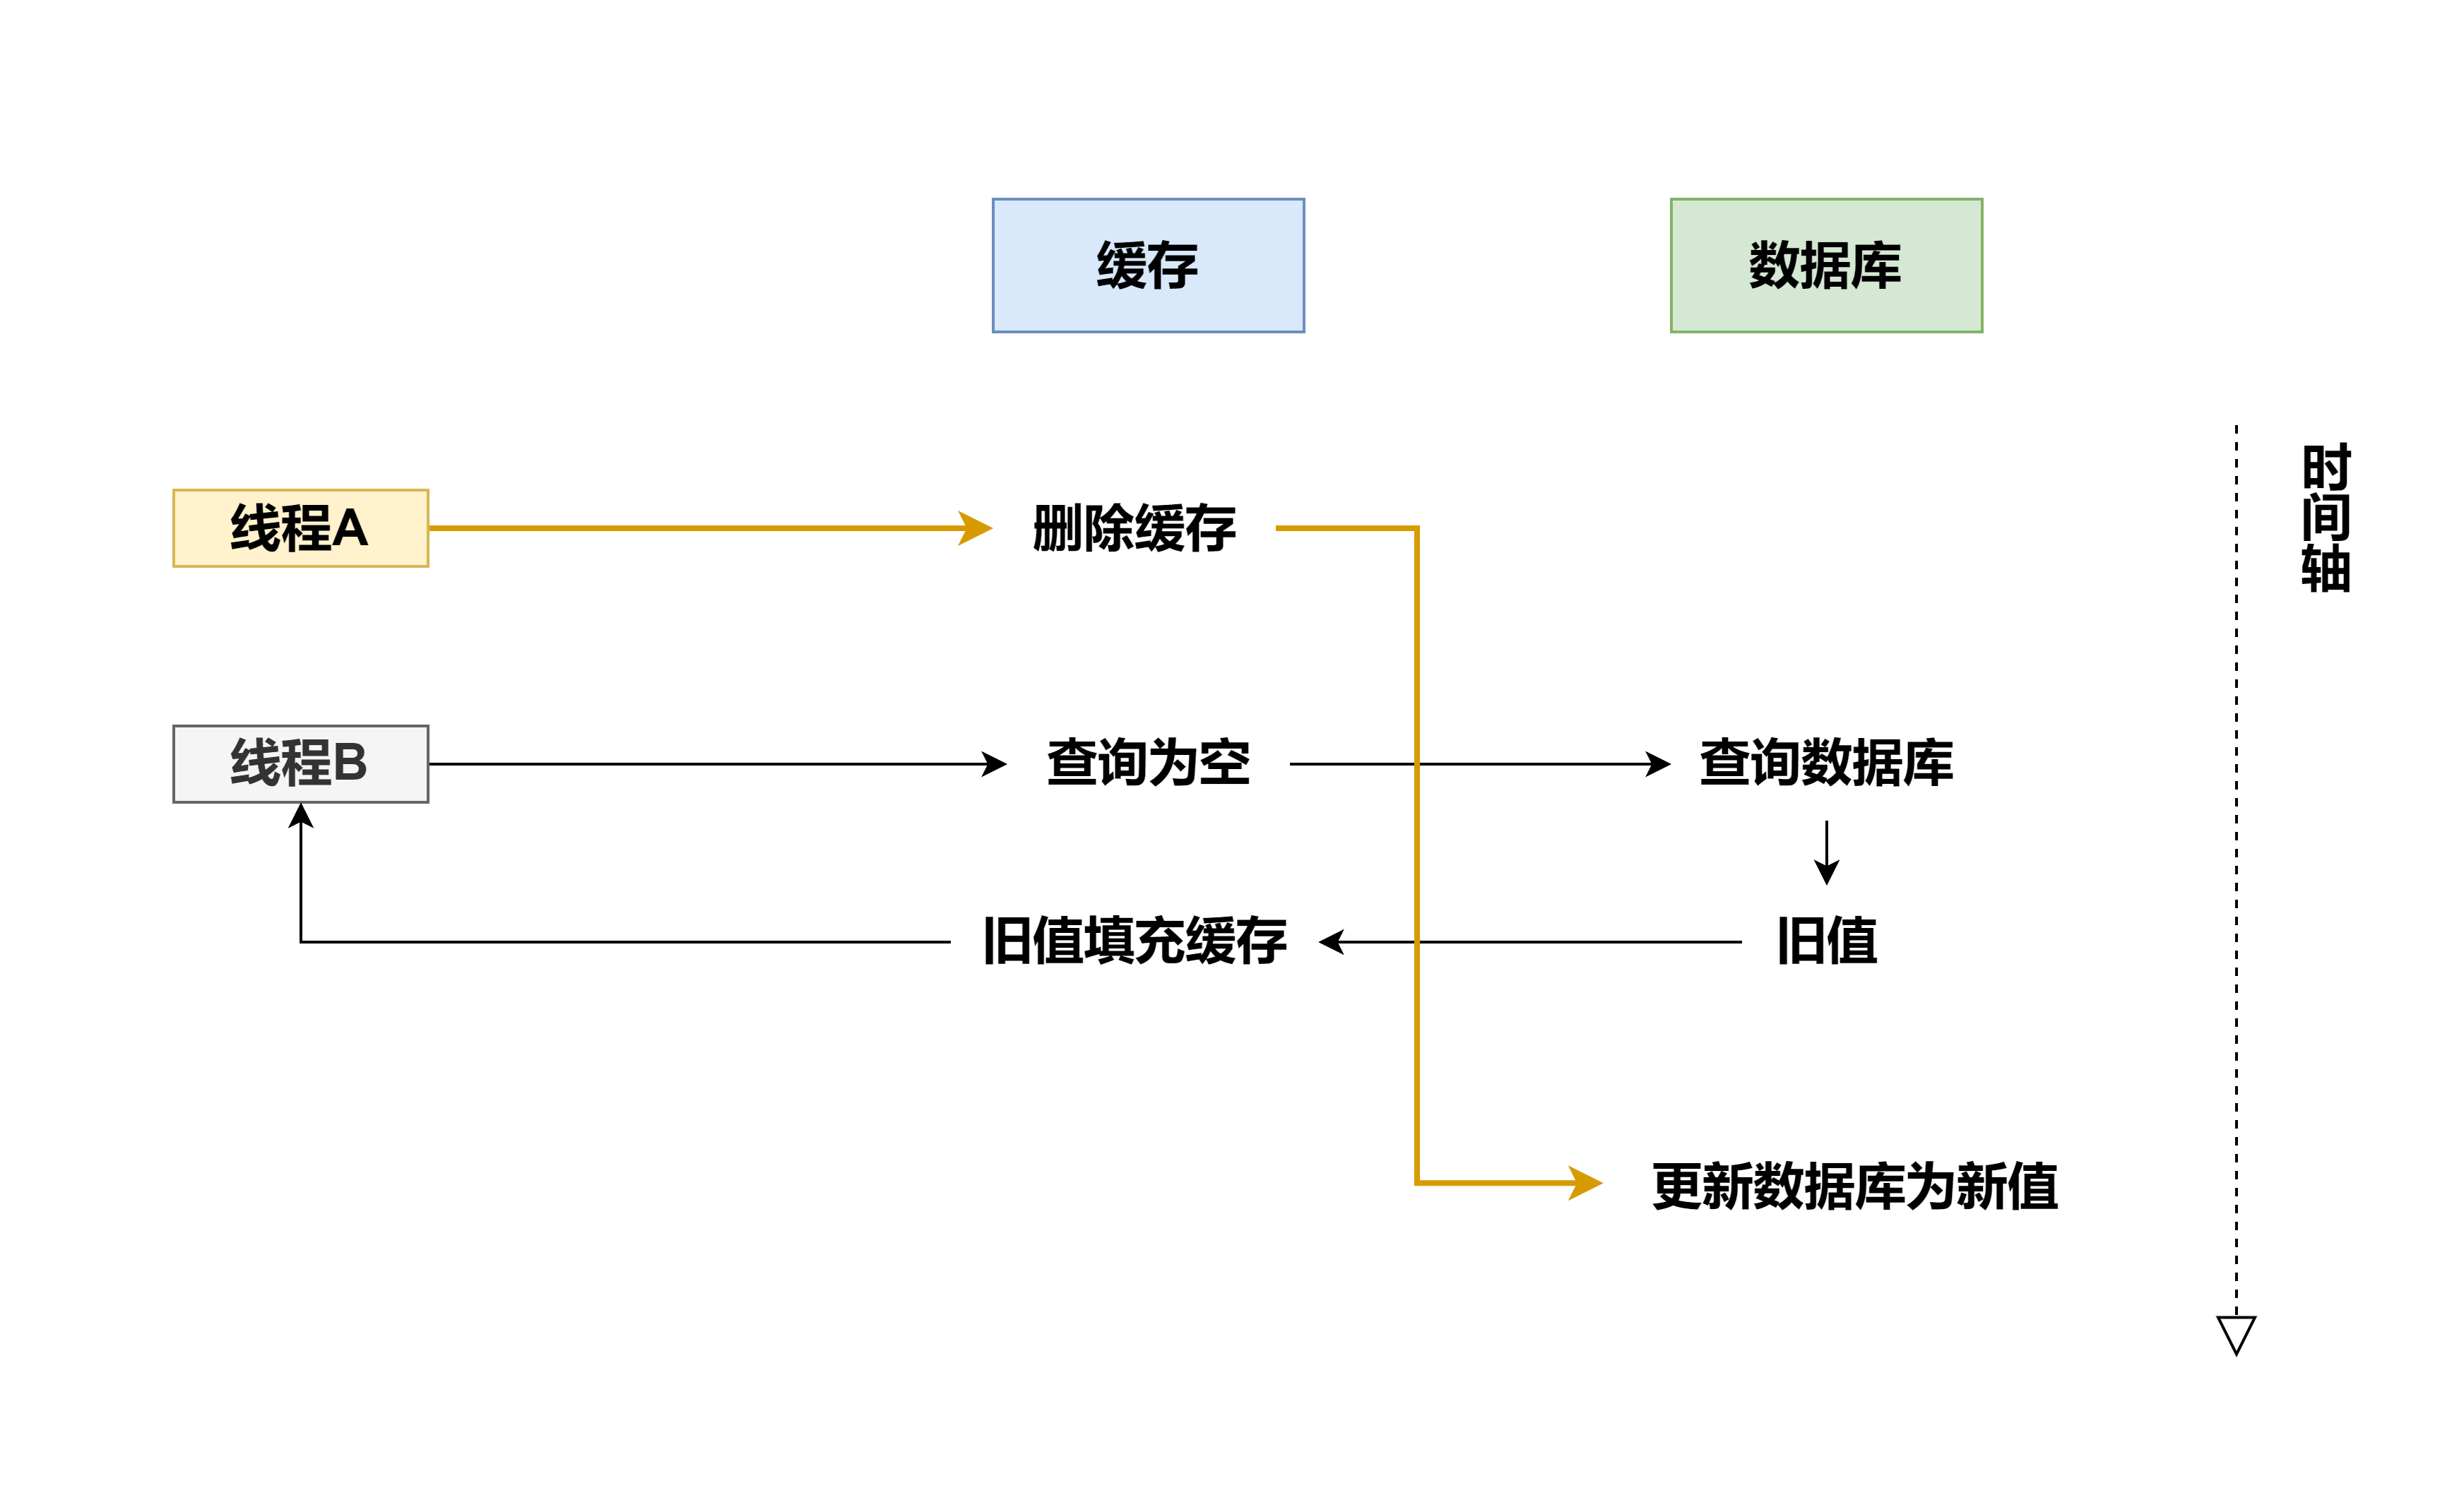 缓存
数据库
时间轴
线程A
删除缓存
线程B
查询为空
查询数据库
旧值填充缓存
旧值
更新数据库为新值